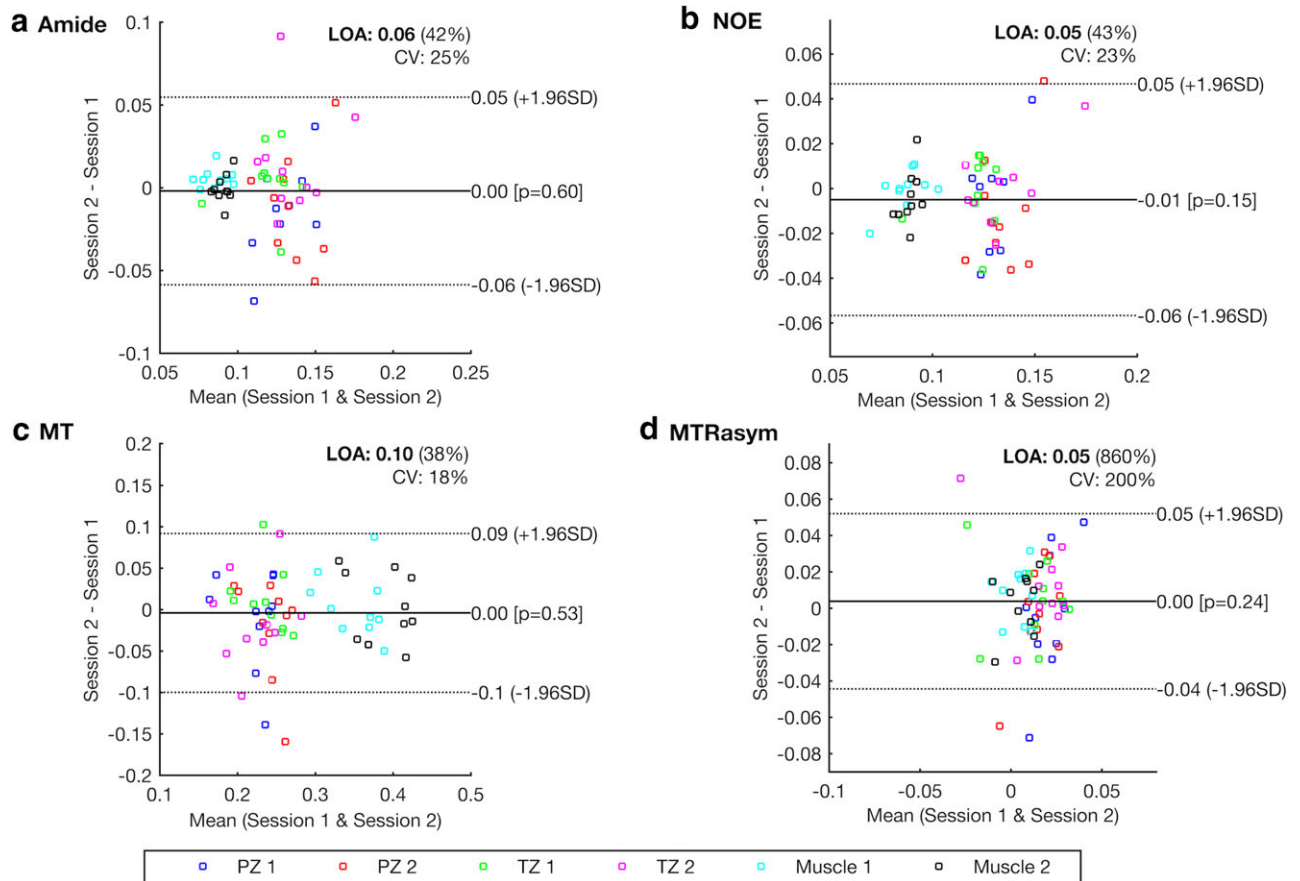 a Amide
LOA: 0.06 (42%)
CV: 25%
0.1
0.05
0
-0.05
-0.1
Session 2 - Session 1
0.05 (+1.96SD)
0.00 [p=0.60]
-0.06 (-1.96SD)
0.05 0.1 0.15 0.2 0.25
Mean (Session 1 & Session 2)
b NOE
LOA: 0.05 (43%)
CV: 23%
0.06
0.04
0.02
0
-0.02
-0.04
-0.06
Session 2 - Session 1
0.05 (+1.96SD)
-0.01 [p=0.15]
-0.06 (-1.96SD)
0.05 0.1 0.15 0.2
Mean (Session 1 & Session 2)
c MT
LOA: 0.10 (38%)
CV: 18%
0.2
0.15
0.1
0.05
0
-0.05
-0.1
-0.15
-0.2
Session 2 - Session 1
0.09 (+1.96SD)
0.00 [p=0.53]
-0.1 (-1.96SD)
0.1 0.2 0.3 0.4 0.5
Mean (Session 1 & Session 2)
d MTRasym
LOA: 0.05 (860%)
CV: 200%
0.08
0.06
0.04
0.02
0
-0.02
-0.04
-0.06
-0.08
Session 2 - Session 1
0.05 (+1.96SD)
0.00 [p=0.24]
-0.04 (-1.96SD)
-0.1 -0.05 0 0.05
Mean (Session 1 & Session 2)
PZ 1 PZ 2 TZ 1 TZ 2 Muscle 1 Muscle 2